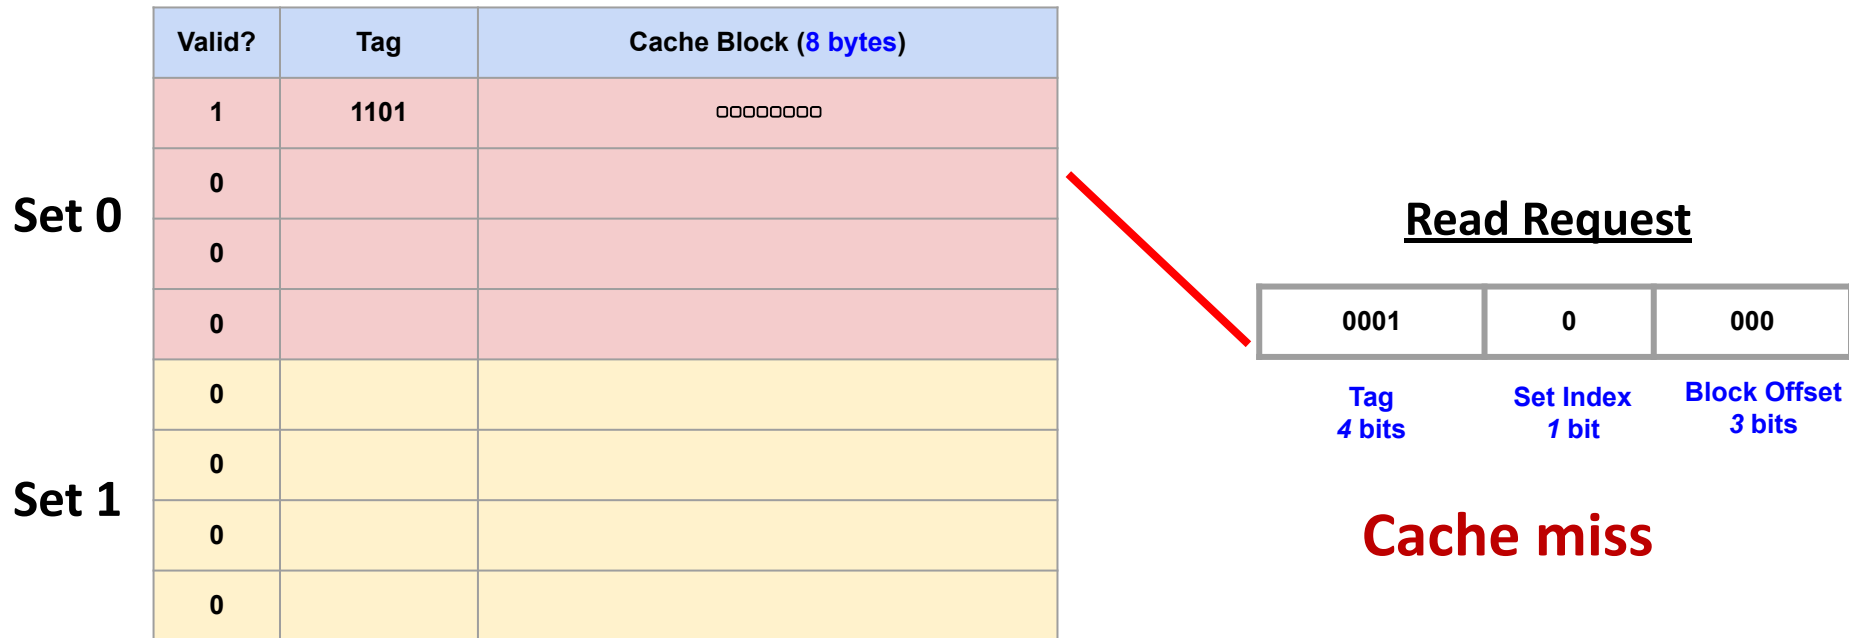 Valid? Tag Cache Block (8 bytes)
1 1101 00000000
0
Set 0
0
0
0
Set 1
0
0
0
Read Request
0001 0 000
Tag Set Index Block Offset
4 bits 1 bit 3 bits
Cache miss